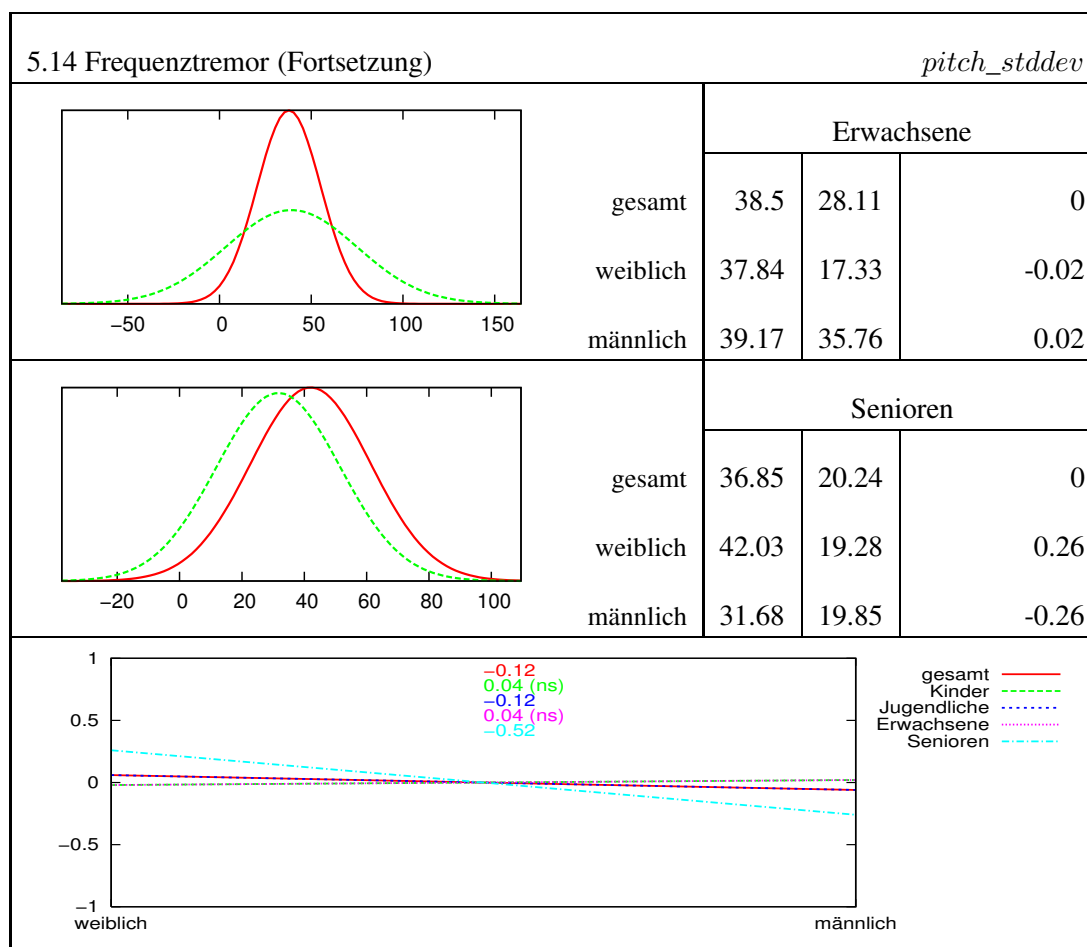 5.14 Frequenztremor (Fortsetzung) pitch_stddev
−50 0 50 100 150
Erwachsene
gesamt 38.5 28.11 0
weiblich 37.84 17.33 -0.02
männlich 39.17 35.76 0.02
−20 0 20 40 60 80 100
Senioren
gesamt 36.85 20.24 0
weiblich 42.03 19.28 0.26
männlich 31.68 19.85 -0.26
1
0.5
0
−0.5
−1
weiblich männlich
−0.12
0.04 (ns)
−0.12
0.04 (ns)
−0.52
gesamt
Kinder
Jugendliche
Erwachsene
Senioren